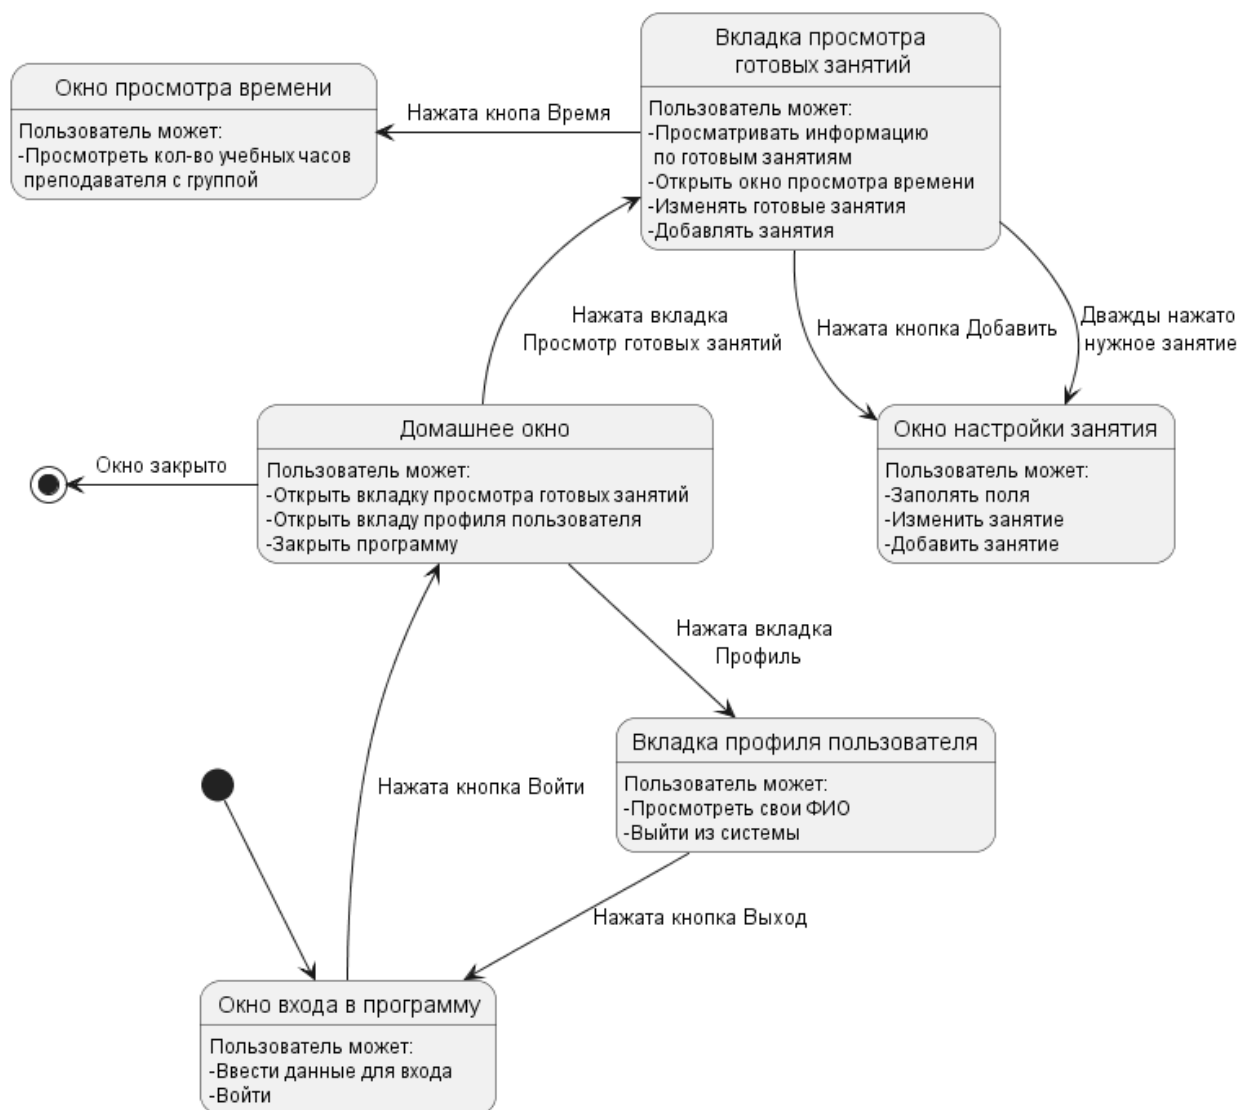 Вкладка просмотра
готовых занятий
Пользователь может:
-Просматривать информацию
по готовым занятиям
-Открыть окно просмотра времени
-Изменять готовые занятия
-Добавлять занятия
Окно просмотра времени
Пользователь может:
-Просмотреть кол-во учебных часов
преподавателя с группой
Нажата кнопа Время
Нажата вкладка
Просмотр готовых занятий
Нажата кнопка Добавить
Дважды нажато
нужное занятие
Домашнее окно
Пользователь может:
-Открыть вкладку просмотра готовых занятий
-Открыть вкладу профиля пользователя
-Закрыть программу
Окно закрыто
Окно настройки занятия
Пользователь может:
-Заполять поля
-Изменить занятие
-Добавить занятие
Нажата вкладка
Профиль
Вкладка профиля пользователя
Пользователь может:
-Просмотреть свои ФИО
-Выйти из системы
Нажата кнопка Войти
Нажата кнопка Выход
Окно входа в программу
Пользователь может:
-Ввести данные для входа
-Войти